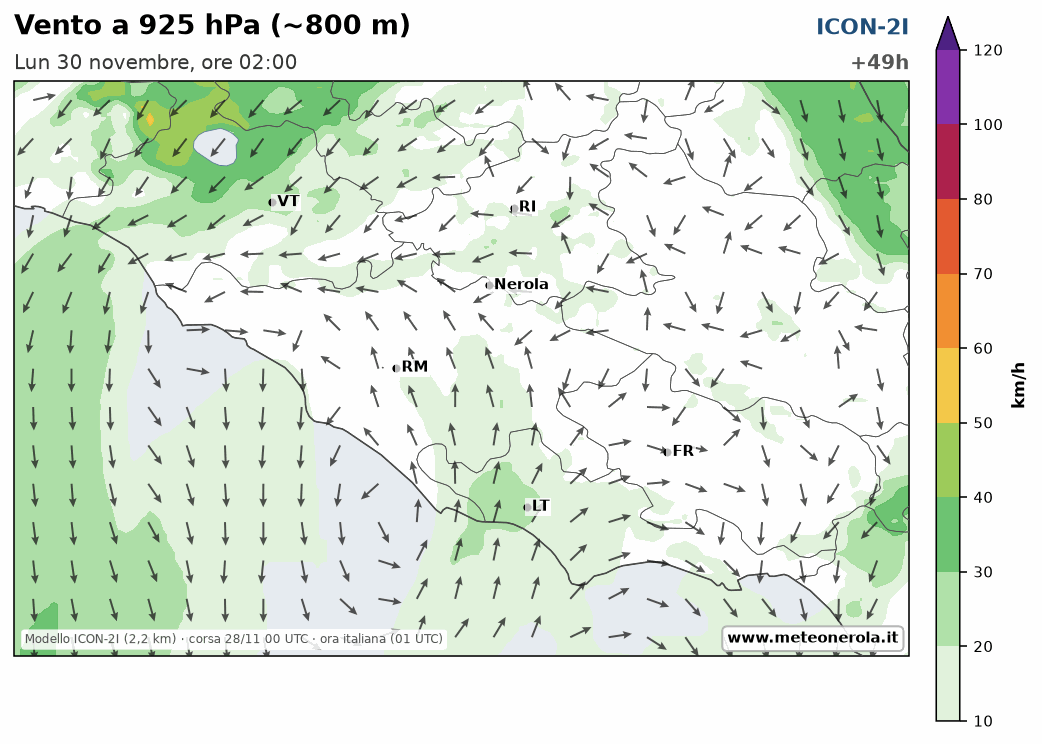 Vento a 925 hPa (~800 m)
ICON-2I
Lun 30 novembre, ore 02:00
+49h
VT
RI
Nerola
RM
FR
LT
Modello ICON-2I (2,2 km) · corsa 28/11 00 UTC · ora italiana (01 UTC)
www.meteonerola.it
120
100
80
70
60
50
40
30
20
10
km/h